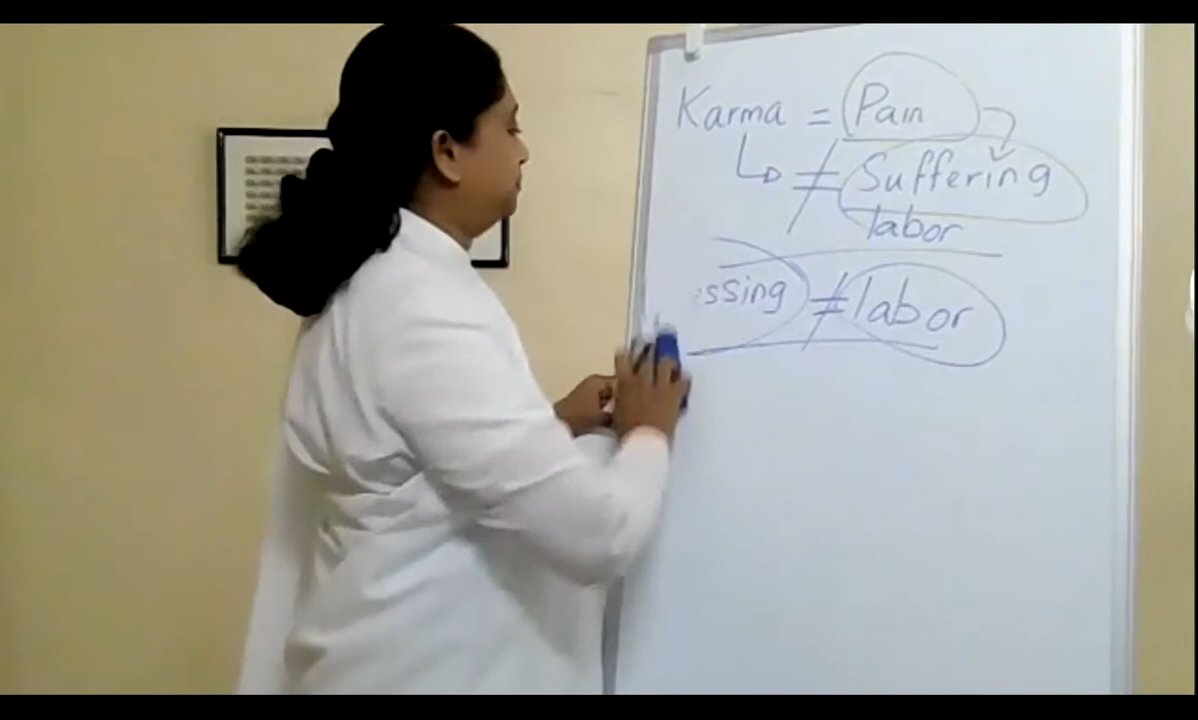 Karma = Pain
≠ Suffering
labor
ssing ≠ labor